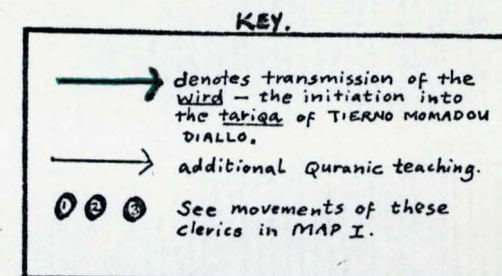 KEY.
denotes transmission of the
wird – the initiation into
the tariqa of TIERNO MOMADOU
DIALLO.
additional Quranic teaching.
① ② ③ See movements of these
clerics in MAP I.